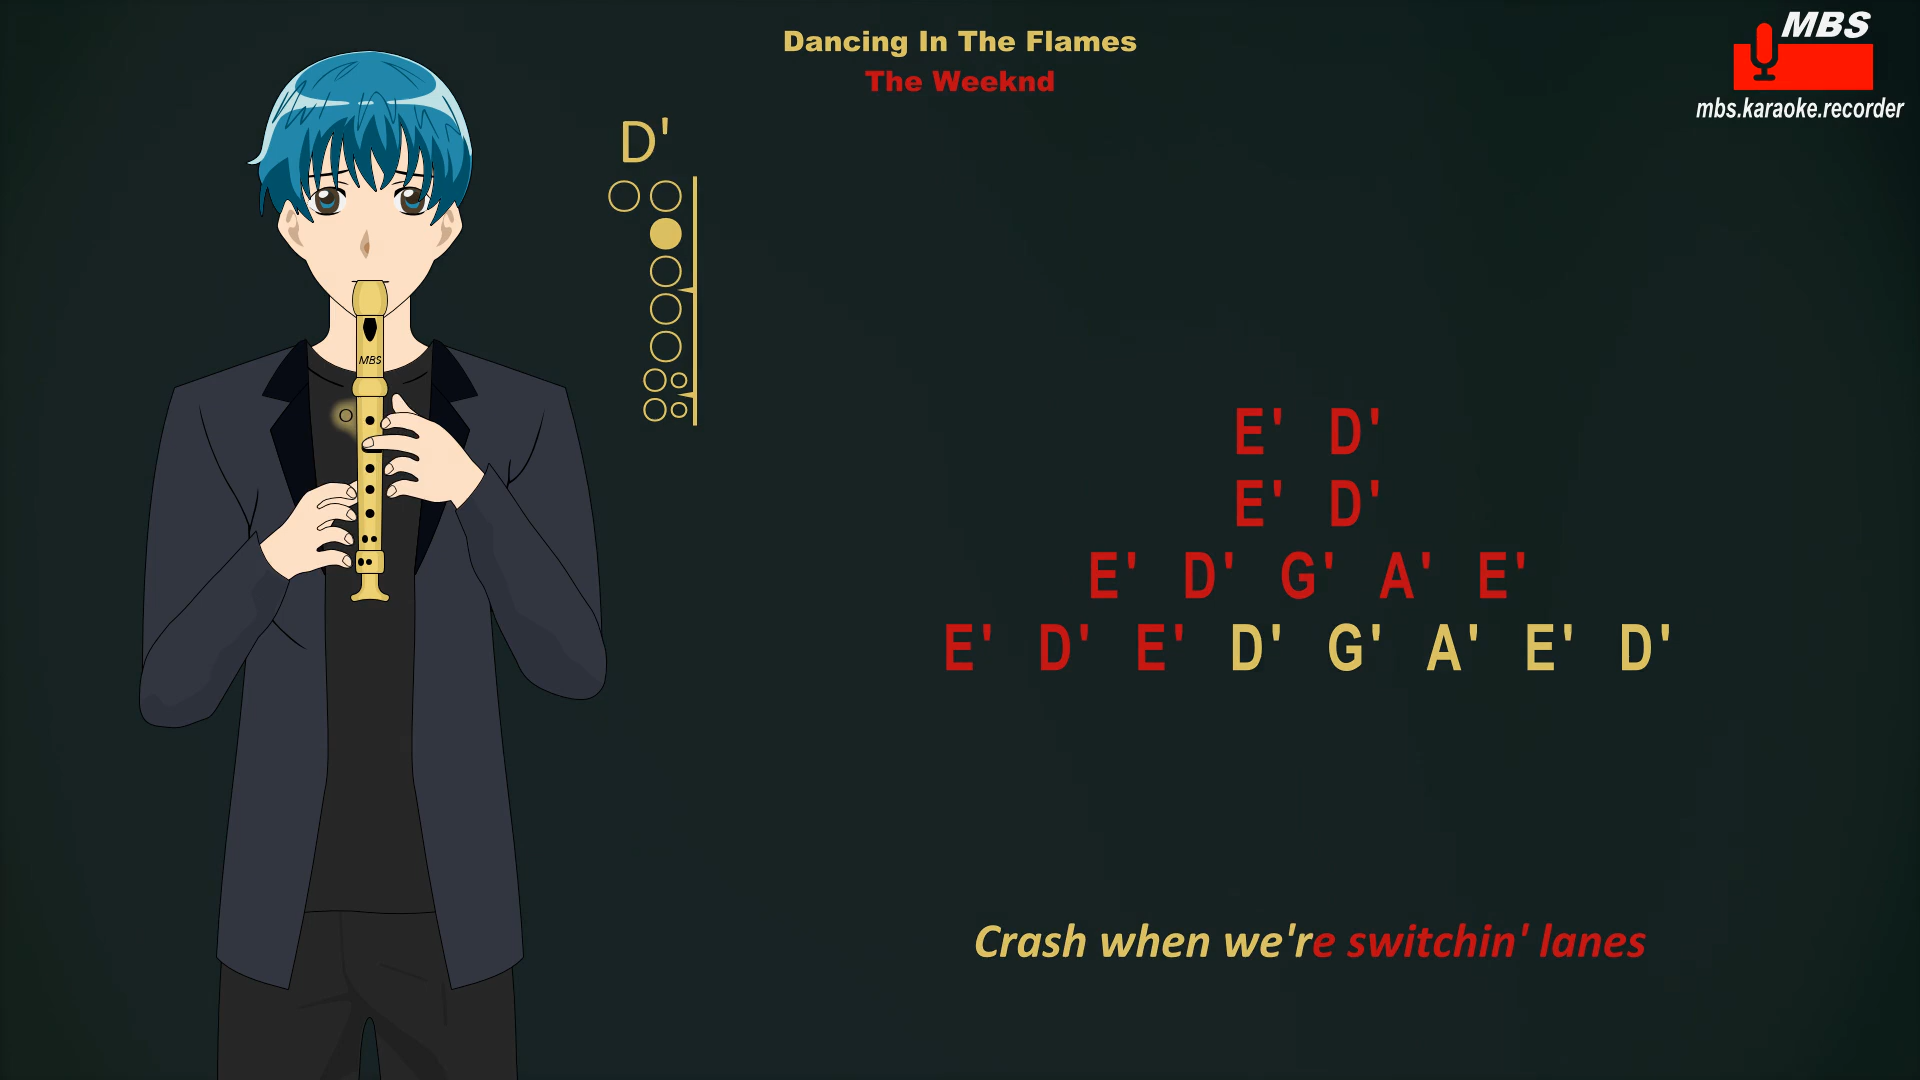 Dancing In The Flames
The Weeknd
MBS
mbs.karaoke.recorder
D'
MBS
E' D'
E' D'
E' D' G' A' E'
E' D' E' D' G' A' E' D'
Crash when we're switchin' lanes